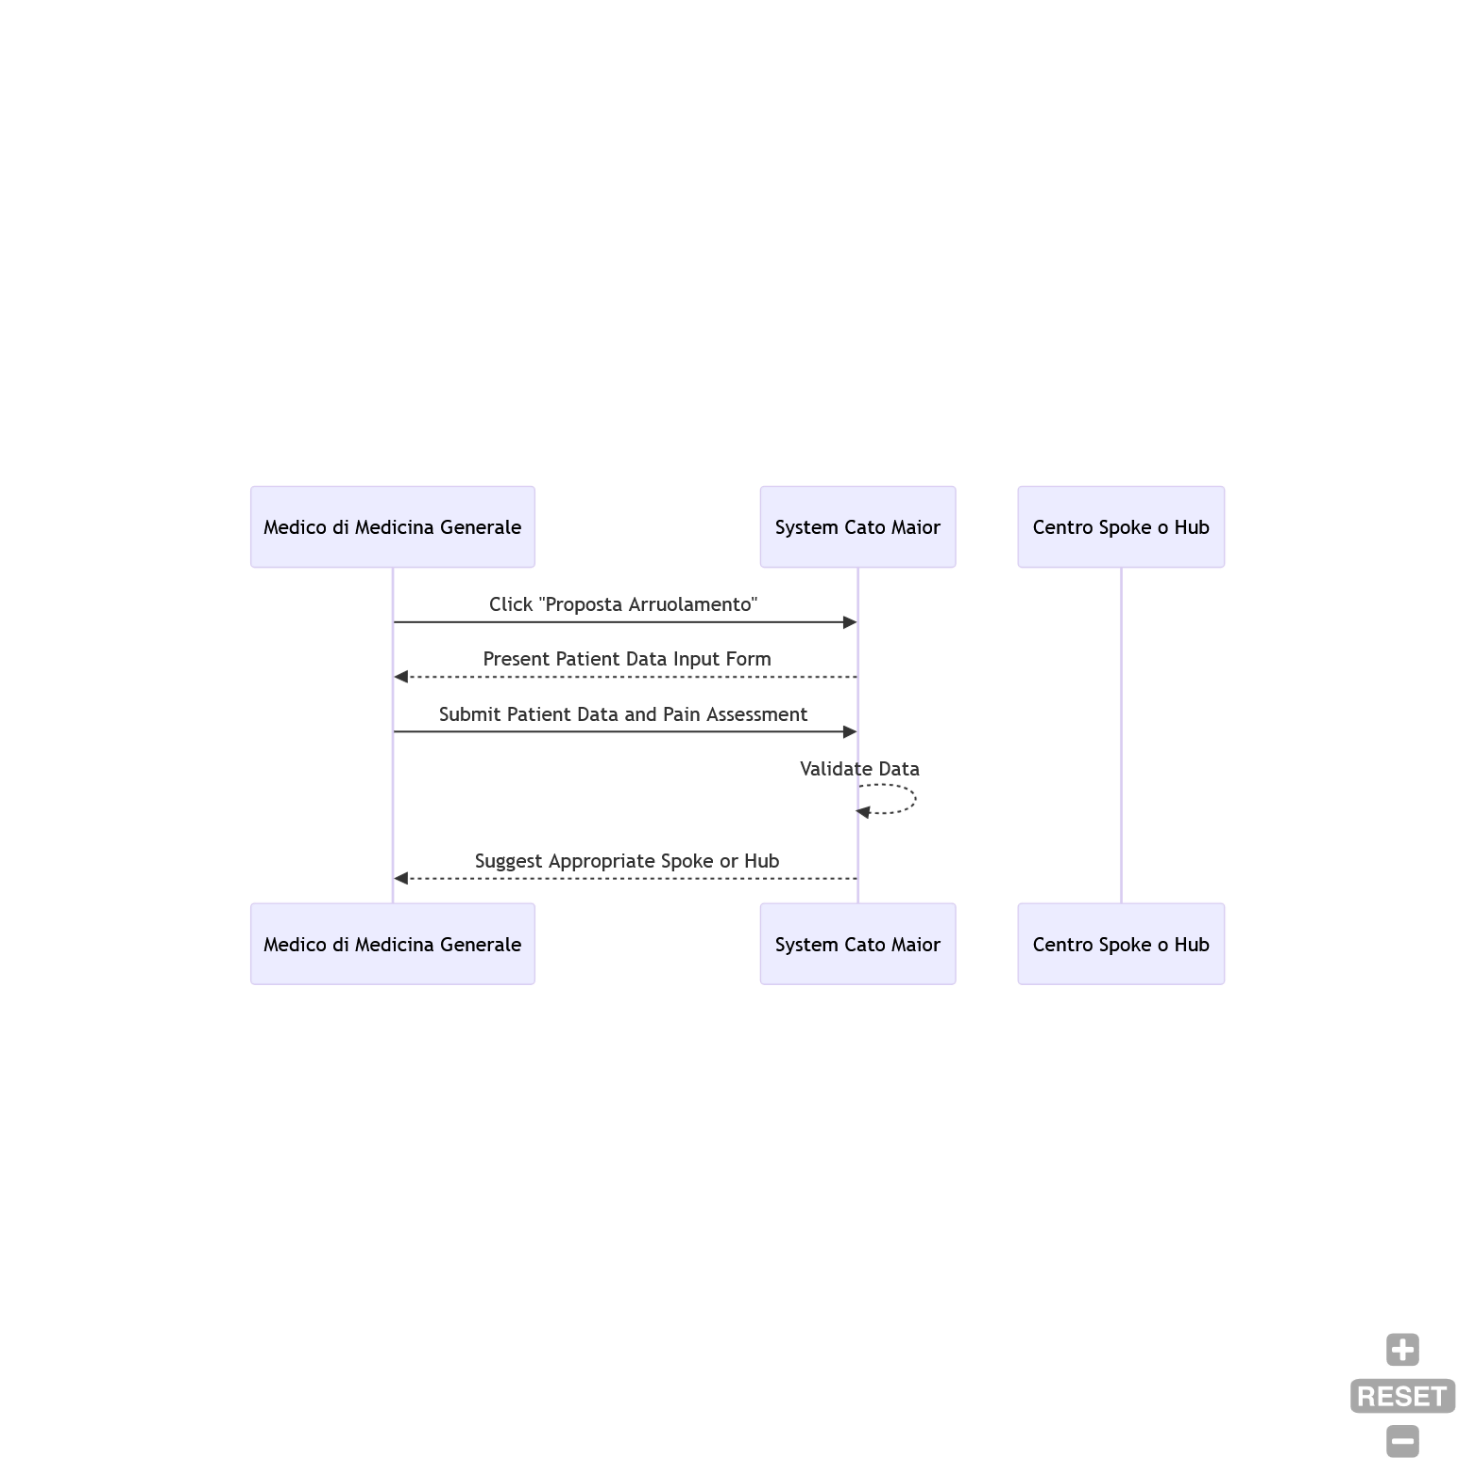 Medico di Medicina Generale
System Cato Maior
Centro Spoke o Hub
Click "Proposta Arruolamento"
Present Patient Data Input Form
Submit Patient Data and Pain Assessment
Validate Data
Suggest Appropriate Spoke or Hub
Medico di Medicina Generale
System Cato Maior
Centro Spoke o Hub
RESET